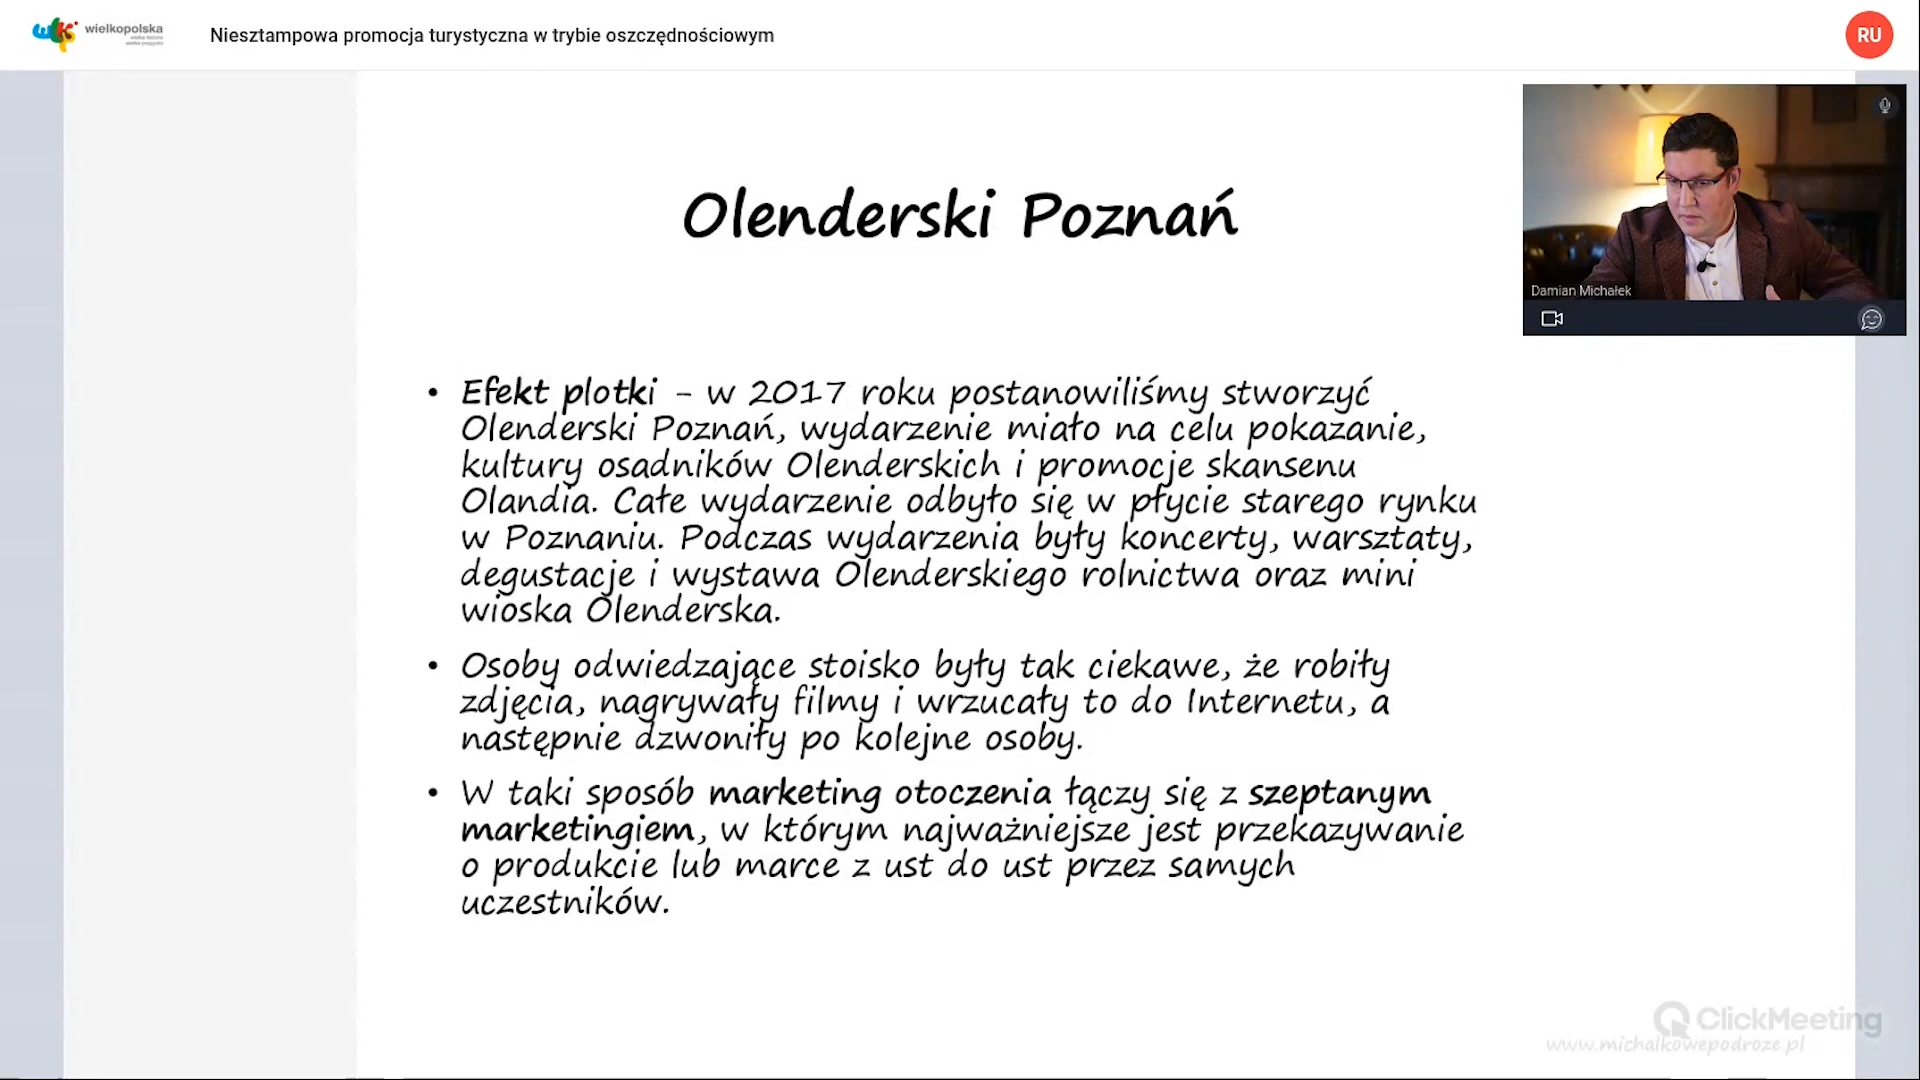 wielkopolska
Niesztampowa promocja turystyczna w trybie oszczędnościowym
RU
Olenderski Poznań
Damian Michałek
• Efekt plotki – w 2017 roku postanowiliśmy stworzyć
Olenderski Poznań, wydarzenie miało na celu pokazanie,
kultury osadników Olenderskich i promocje skansenu
Olandia. Całe wydarzenie odbyło się w płycie starego rynku
w Poznaniu. Podczas wydarzenia były koncerty, warsztaty,
degustacje i wystawa Olenderskiego rolnictwa oraz mini
wioska Olenderska.
• Osoby odwiedzające stoisko były tak ciekawe, że robiły
zdjęcia, nagrywały filmy i wrzucały to do Internetu, a
następnie dzwoniły po kolejne osoby.
• W taki sposób marketing otoczenia łączy się z szeptanym
marketingiem, w którym najważniejsze jest przekazywanie
o produkcie lub marce z ust do ust przez samych
uczestników.
ClickMeeting
www.michalkowepodroze.pl